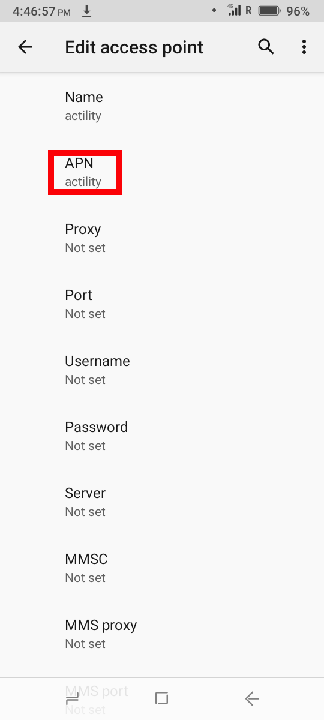 4:46:57 PM 4G R 96%
Edit access point
Name
actility
APN
actility
Proxy
Not set
Port
Not set
Username
Not set
Password
Not set
Server
Not set
MMSC
Not set
MMS proxy
Not set
MMS port
Not set